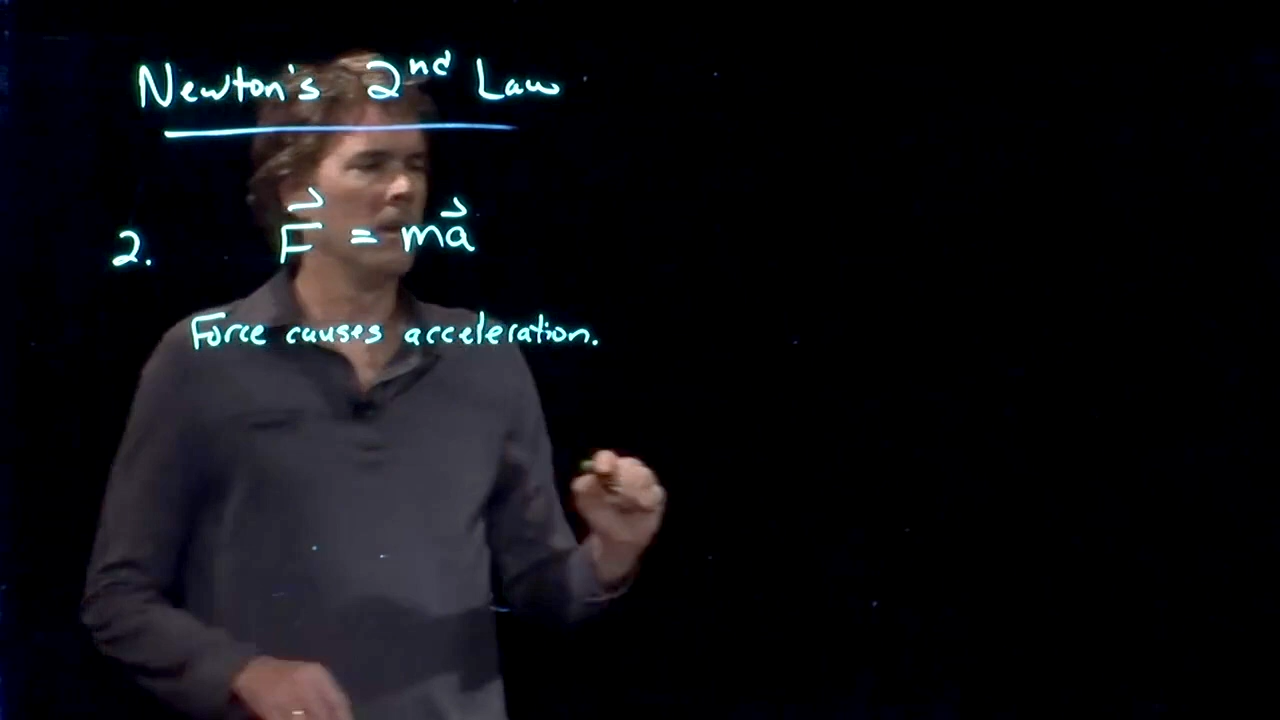 Newton's 2nd Law
2. F⃗ = ma⃗
Force causes acceleration.